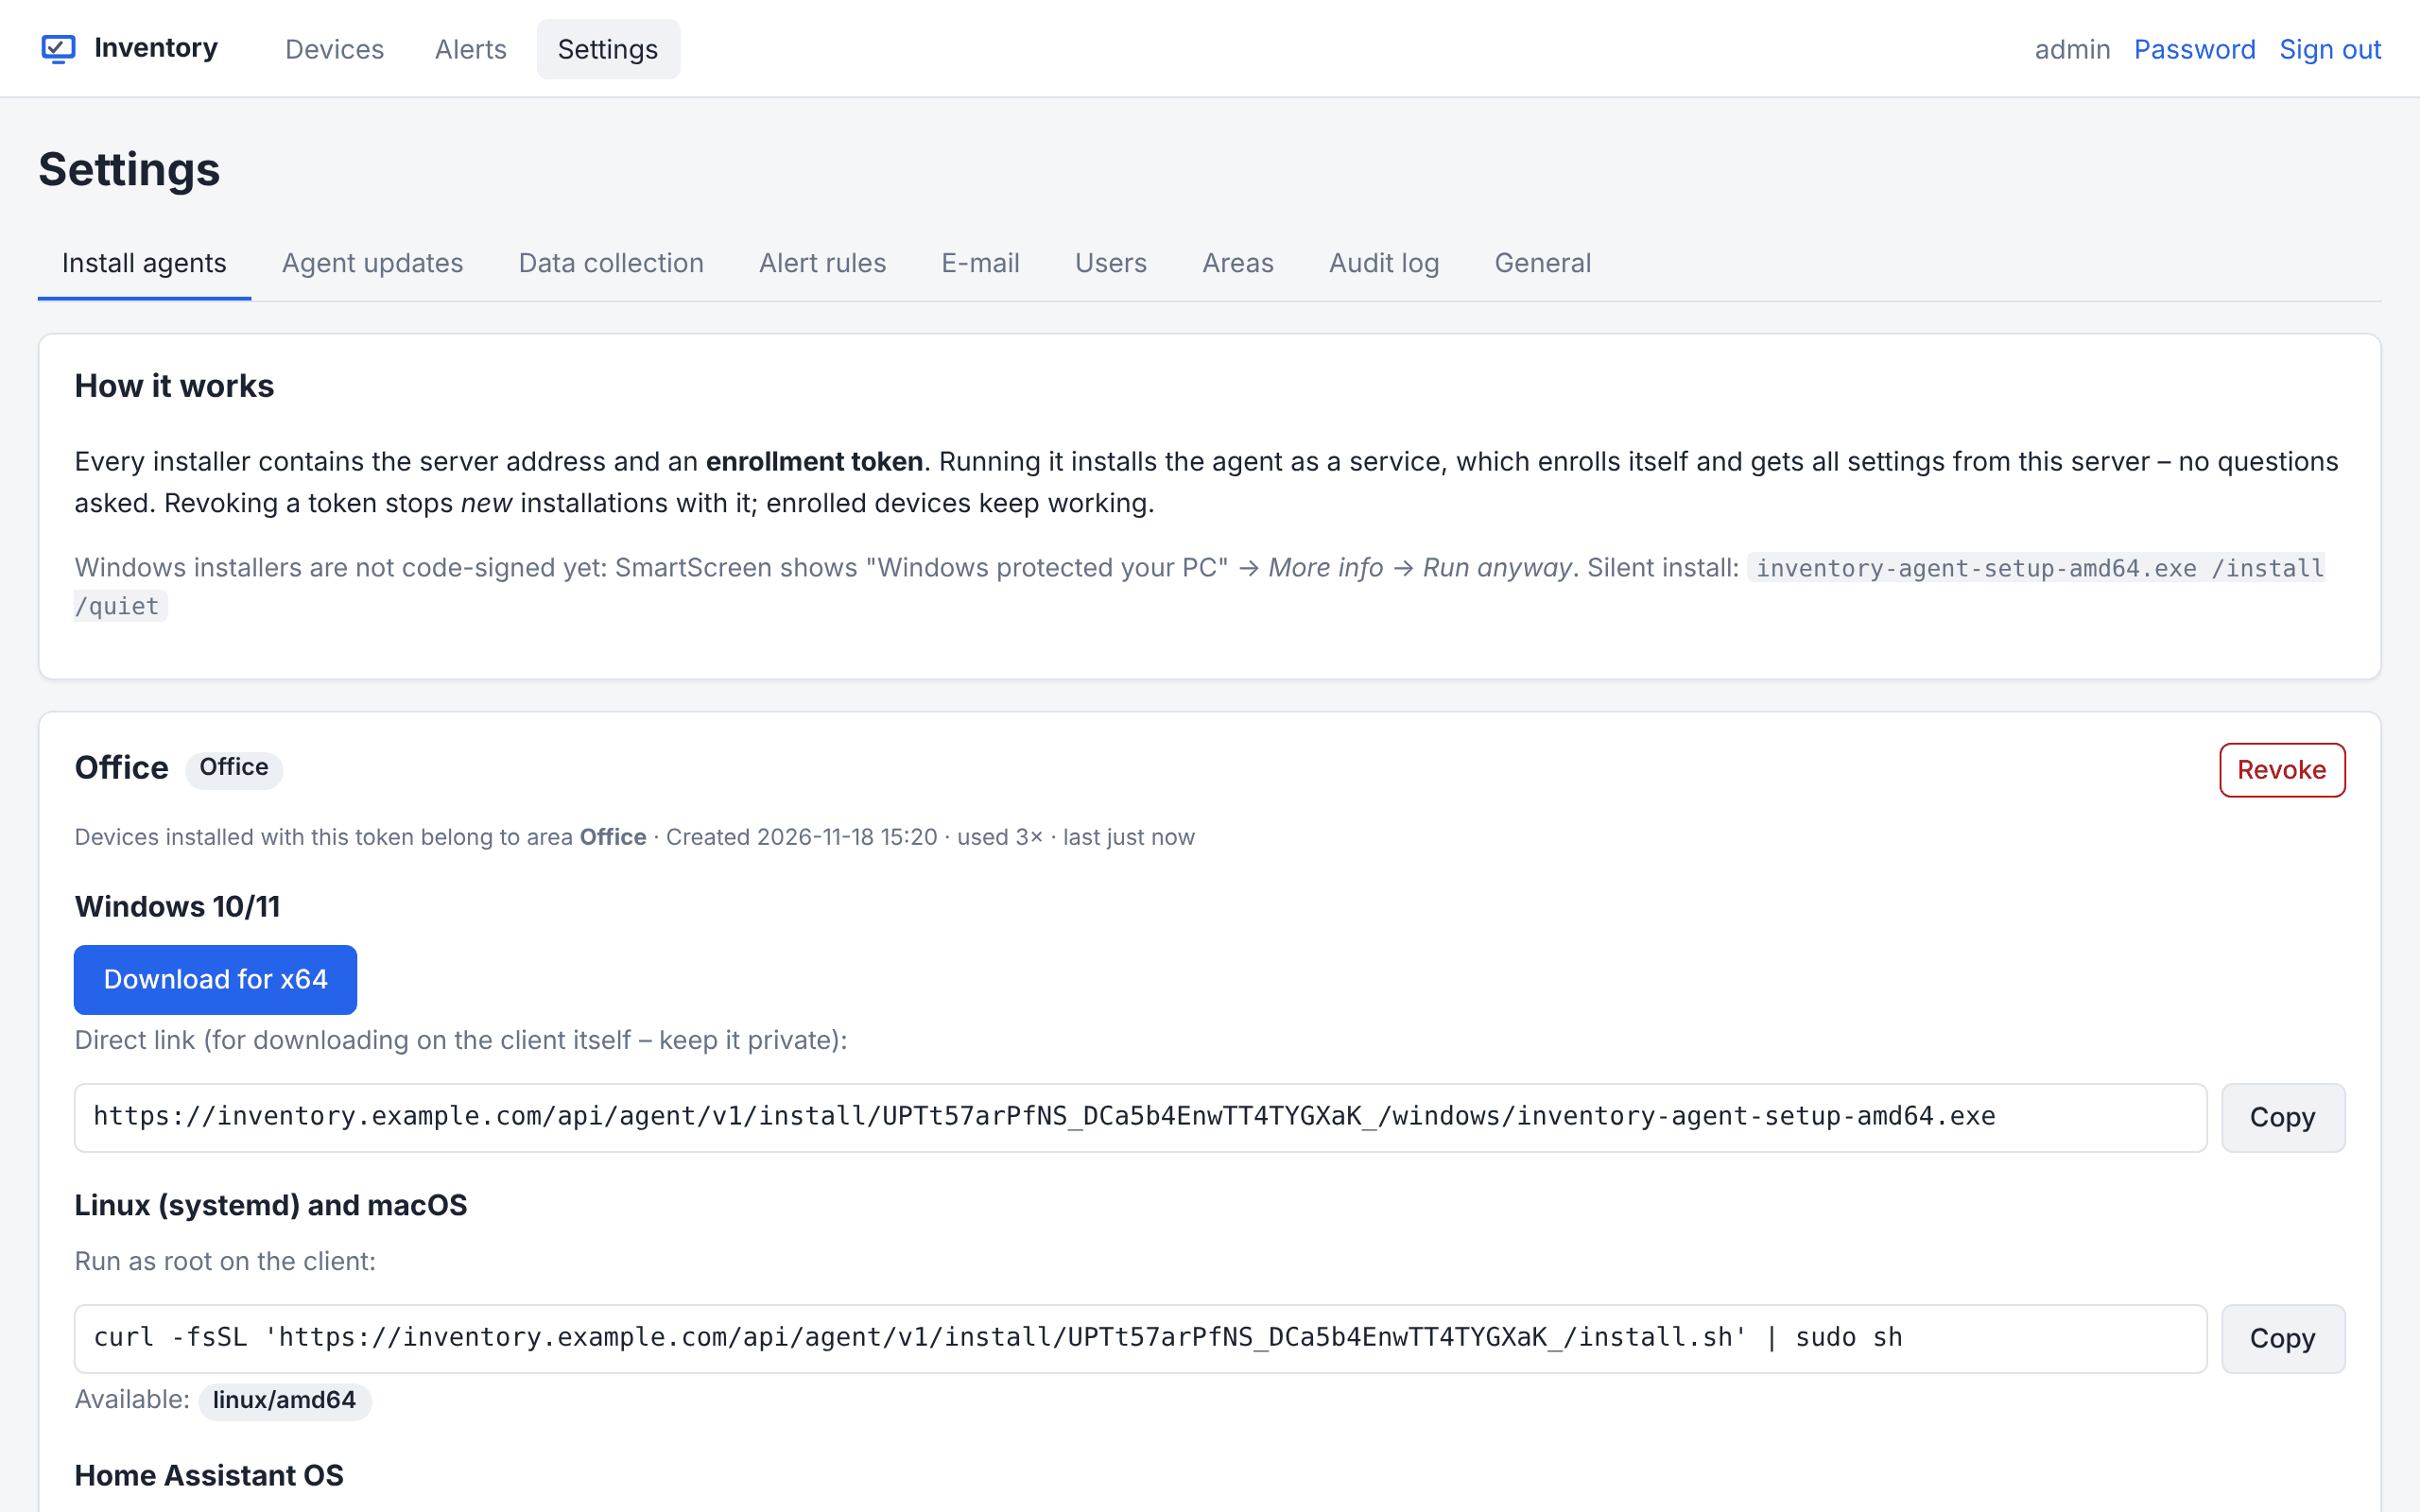 Inventory
Devices
Alerts
Settings
admin
Password
Sign out
Settings
Install agents
Agent updates
Data collection
Alert rules
E-mail
Users
Areas
Audit log
General
How it works
Every installer contains the server address and an enrollment token. Running it installs the agent as a service, which enrolls itself and gets all settings from this server – no questions
asked. Revoking a token stops new installations with it; enrolled devices keep working.
Windows installers are not code-signed yet: SmartScreen shows "Windows protected your PC" → More info → Run anyway. Silent install: inventory-agent-setup-amd64.exe /install
/quiet
Office Office
Revoke
Devices installed with this token belong to area Office · Created 2026-11-18 15:20 · used 3× · last just now
Windows 10/11
Download for x64
Direct link (for downloading on the client itself – keep it private):
https://inventory.example.com/api/agent/v1/install/UPTt57arPfNS_DCa5b4EnwTT4TYGXaK_/windows/inventory-agent-setup-amd64.exe
Copy
Linux (systemd) and macOS
Run as root on the client:
curl -fsSL 'https://inventory.example.com/api/agent/v1/install/UPTt57arPfNS_DCa5b4EnwTT4TYGXaK_/install.sh' | sudo sh
Copy
Available: linux/amd64
Home Assistant OS